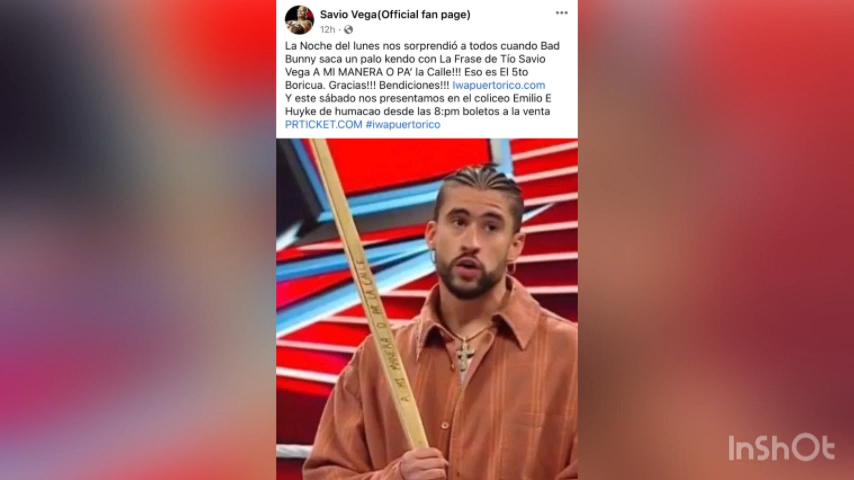 Savio Vega(Official fan page)
12h
La Noche del lunes nos sorprendió a todos cuando Bad
Bunny saca un palo kendo con La Frase de Tío Savio
Vega A MI MANERA O PA' la Calle!!! Eso es El 5to
Boricua. Gracias!!! Bendiciones!!! Iwapuertorico.com
Y este sábado nos presentamos en el coliceo Emilio E
Huyke de humacao desde las 8:pm boletos a la venta
PRTICKET.COM #iwapuertorico
A MI MANERA O DE LA CALLE
InShOt